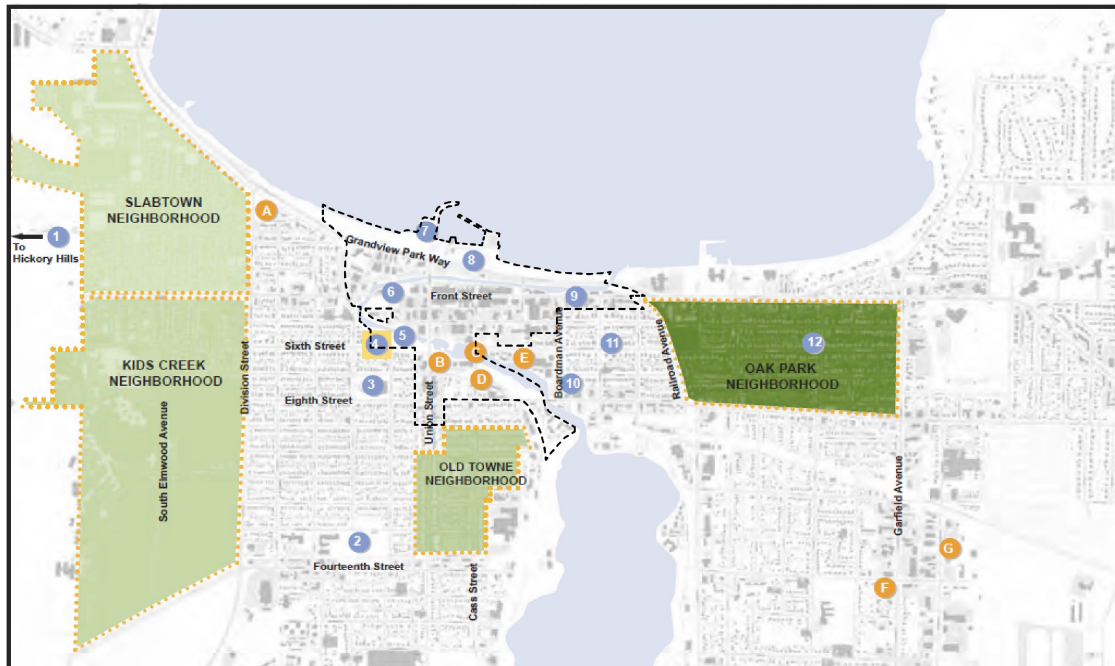 SLABTOWN
NEIGHBORHOOD
A
1
To
Hickory Hills
7
Grandview Park Way
8
6
Front Street
9
Sixth Street
4
5
B
E
D
3
Eighth Street
Union Street
Boardman Avenue
10
11
Railroad Avenue
12
OAK PARK
NEIGHBORHOOD
KIDS CREEK
NEIGHBORHOOD
Division Street
South Elmwood Avenue
OLD TOWNE
NEIGHBORHOOD
2
Fourteenth Street
Cass Street
Garfield Avenue
G
F